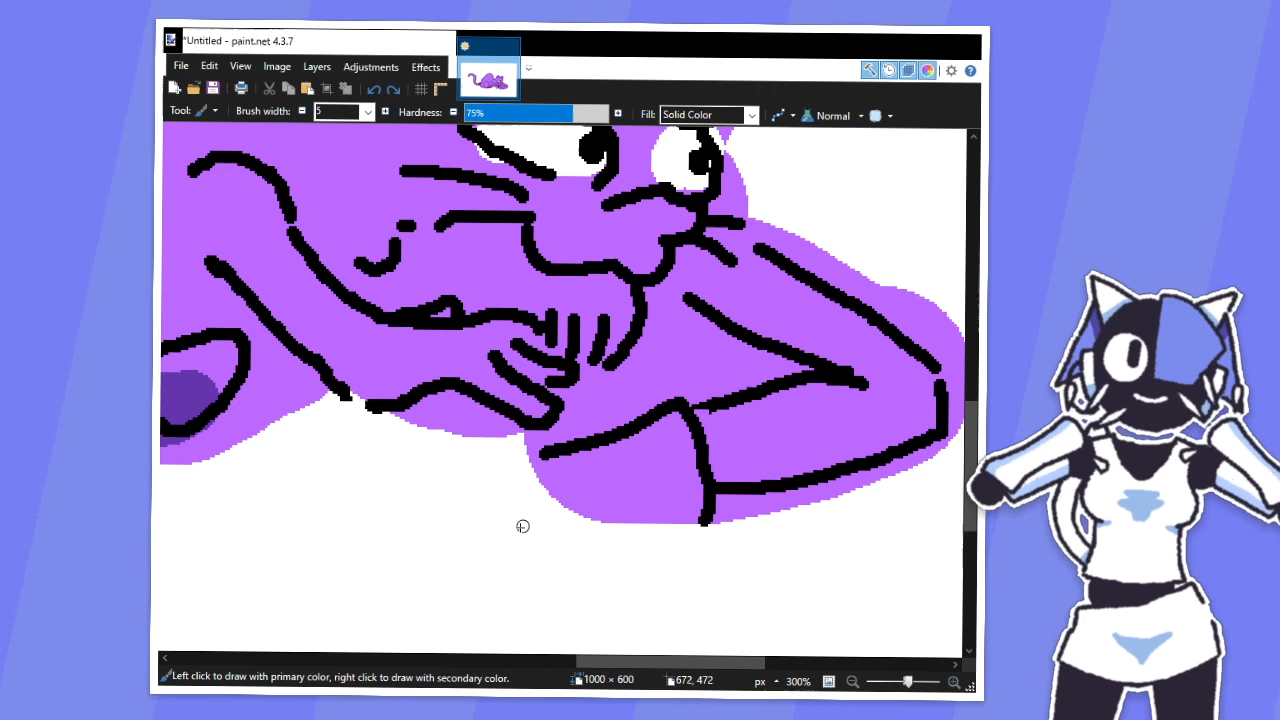 *Untitled - paint.net 4.3.7
File Edit View Image Layers Adjustments Effects
Tool: Brush width: 5 Hardness: 75% Fill: Solid Color Normal
Left click to draw with primary color, right click to draw with secondary color. 1000 × 600 672, 472 px 300%